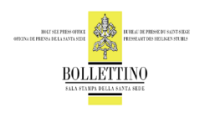 HOLY SEE PRESS OFFICE
OFICINA DE PRENSA DE LA SANTA SEDE
BUREAU DE PRESSE DU SAINT-SIEGE
PRESSEAMT DES HEILIGEN STUHLS
BOLLETTINO
SALA STAMPA DELLA SANTA SEDE